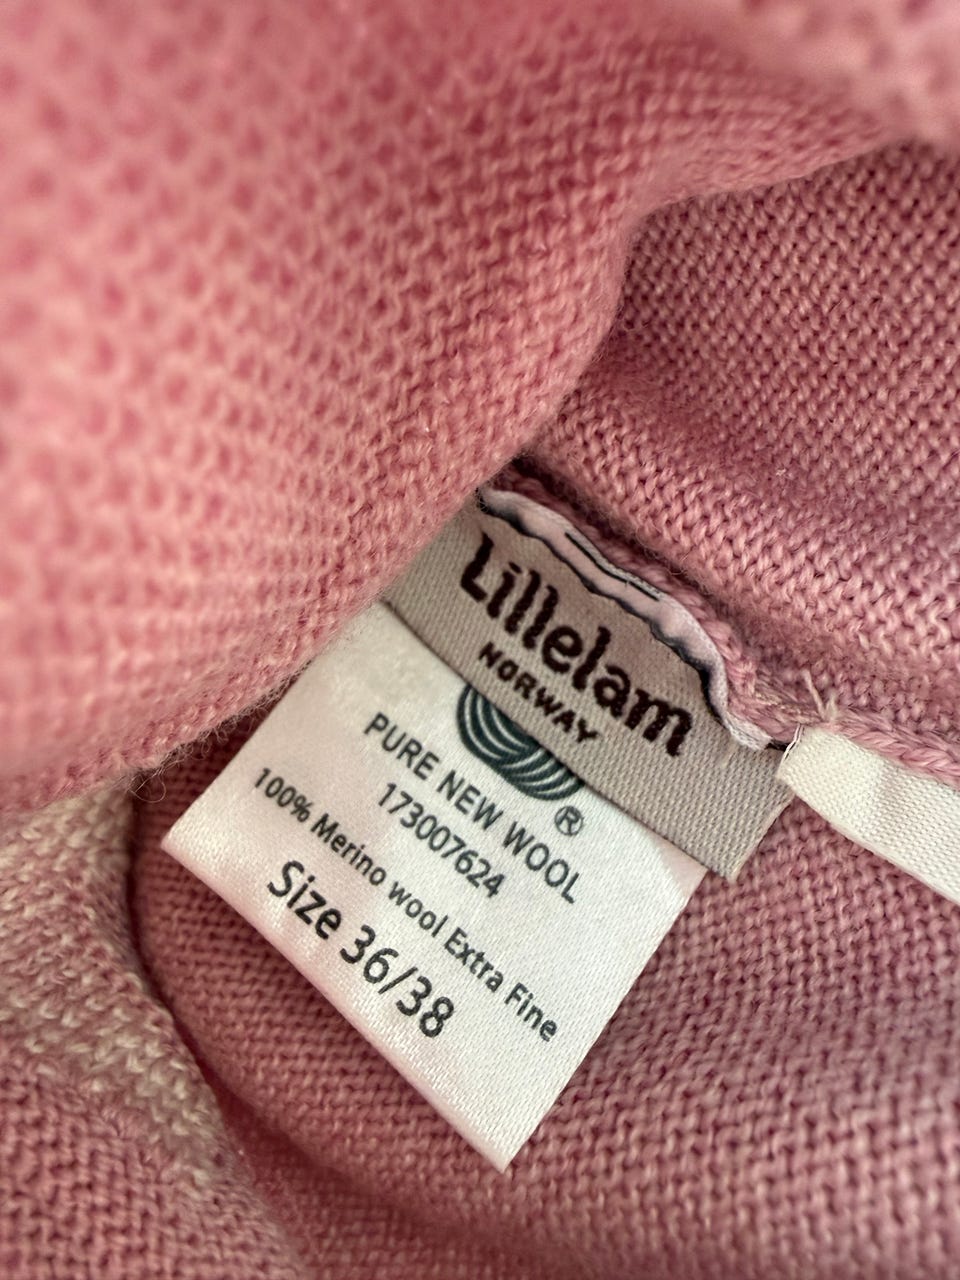 Lillelam
NORWAY
®
PURE NEW WOOL
173007624
100% Merino wool Extra Fine
Size 36/38